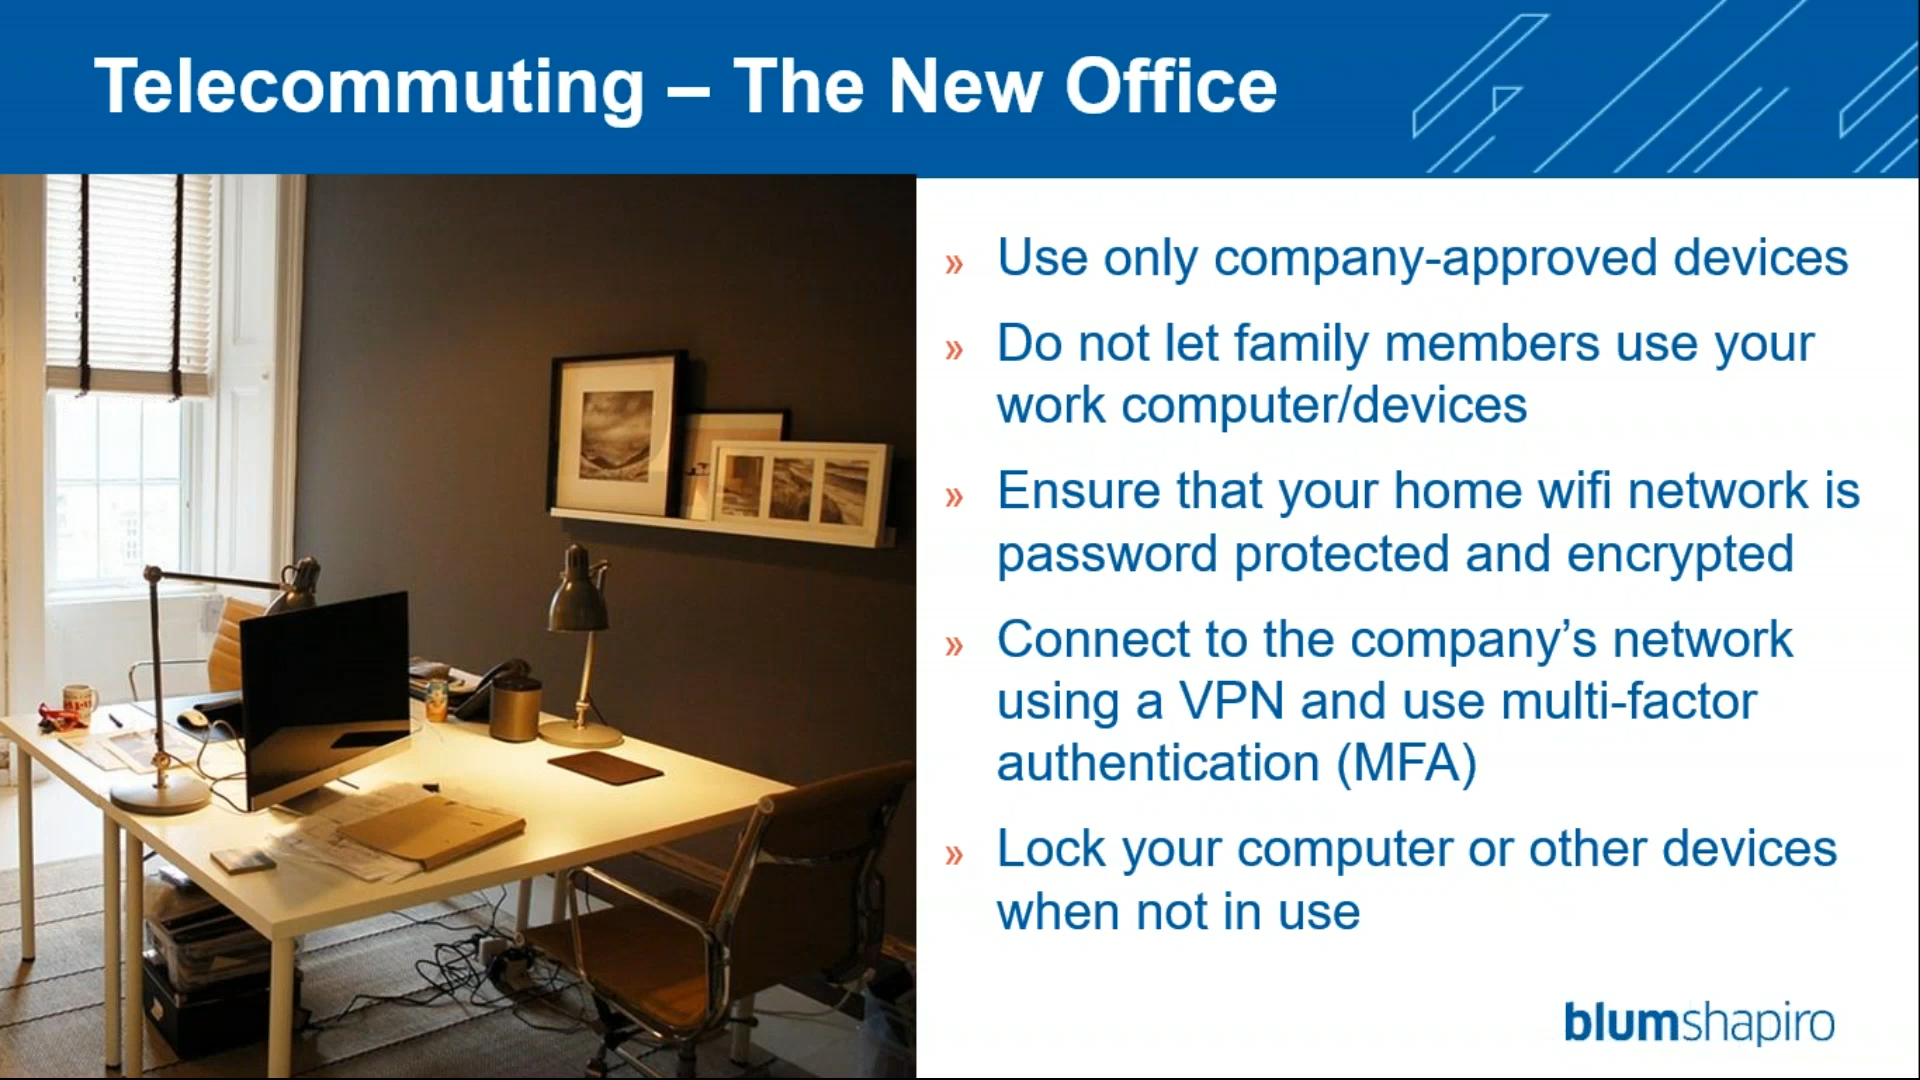 Telecommuting – The New Office
» Use only company-approved devices
» Do not let family members use your
work computer/devices
» Ensure that your home wifi network is
password protected and encrypted
» Connect to the company’s network
using a VPN and use multi-factor
authentication (MFA)
» Lock your computer or other devices
when not in use
blumshapiro